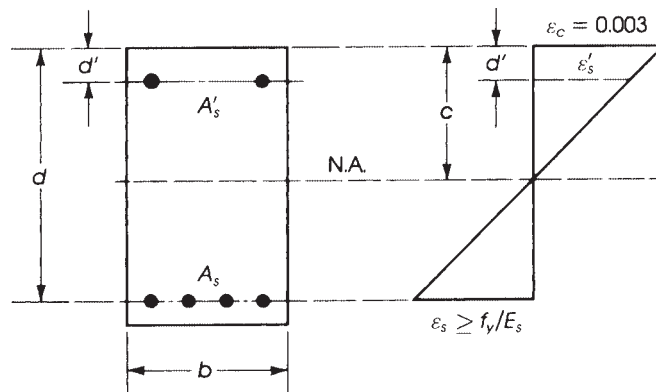 ε_c = 0.003
d'
d'
ε'_s
A'_s
c
d
N.A.
A_s
ε_s ≥ f_y/E_s
b